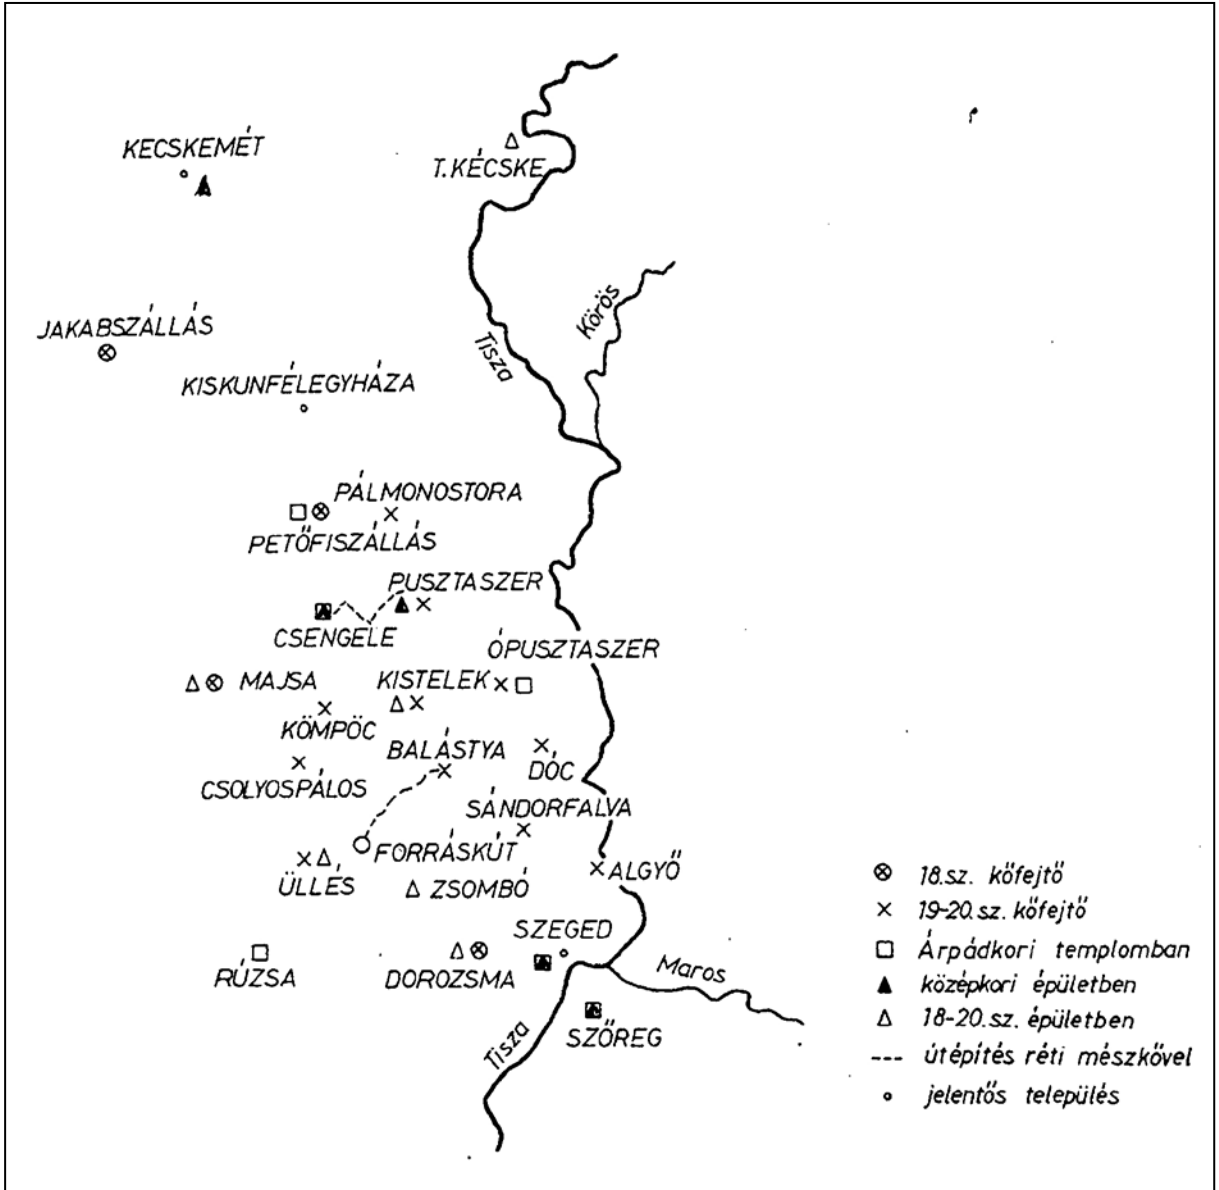 KECSKEMÉT
T.KÉCSKE
Körös
JAKABSZÁLLÁS
Tisza
KISKUNFÉLEGYHÁZA
PÁLMONOSTORA
PETŐFISZÁLLÁS
PUSZTASZER
CSENGELE
ÓPUSZTASZER
MAJSA
KISTELEK
KÖMPÖC
BALÁSTYA
DÓC
CSOLYOSPÁLOS
SÁNDORFALVA
FORRÁSKÚT
ALGYŐ
ÜLLÉS
ZSOMBÓ
SZEGED
RÚZSA
DOROZSMA
Maros
SZŐREG
Tisza
18.sz. kőfejtő
19-20.sz. kőfejtő
Árpádkori templomban
középkori épületben
18-20.sz. épületben
útépítés réti mészkővel
jelentős település